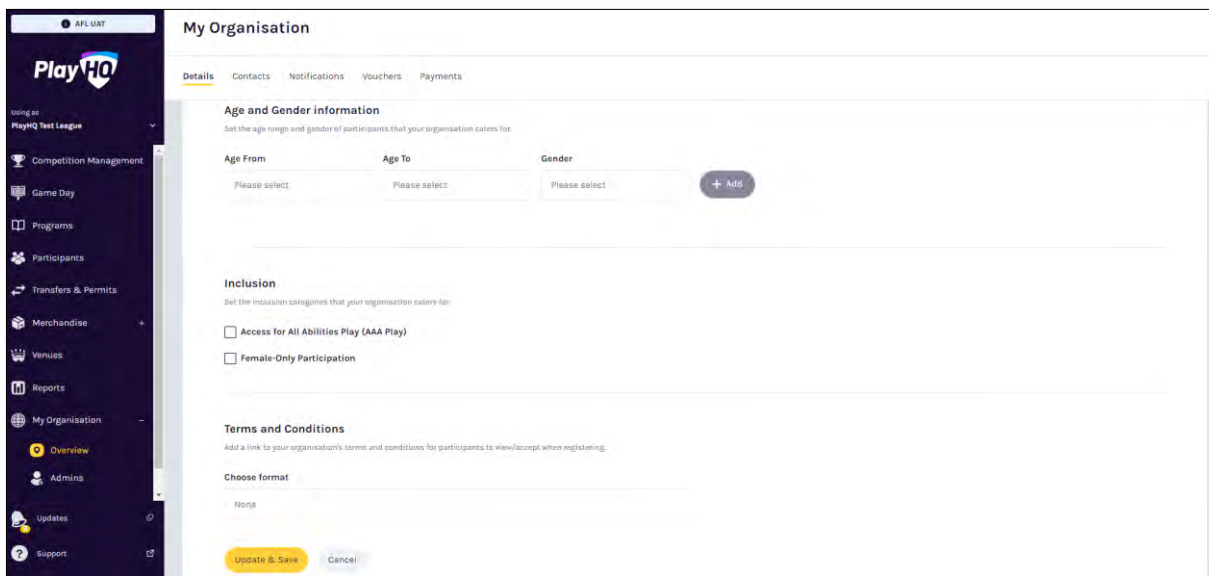 AFL UAT
PlayHQ
Using as
PlayHQ Test League
Competition Management
Game Day
Programs
Participants
Transfers & Permits
Merchandise +
Venues
Reports
My Organisation –
Overview
Admins
Updates
Support
My Organisation
Details Contacts Notifications Vouchers Payments
Age and Gender information
Set the age range and gender of participants that your organisation caters for.
Age From Age To Gender
Please select Please select Please select + Add
Inclusion
Set the inclusion categories that your organisation caters for.
Access for All Abilities Play (AAA Play)
Female-Only Participation
Terms and Conditions
Add a link to your organisation's terms and conditions for participants to view/accept when registering.
Choose format
None
Update & Save Cancel